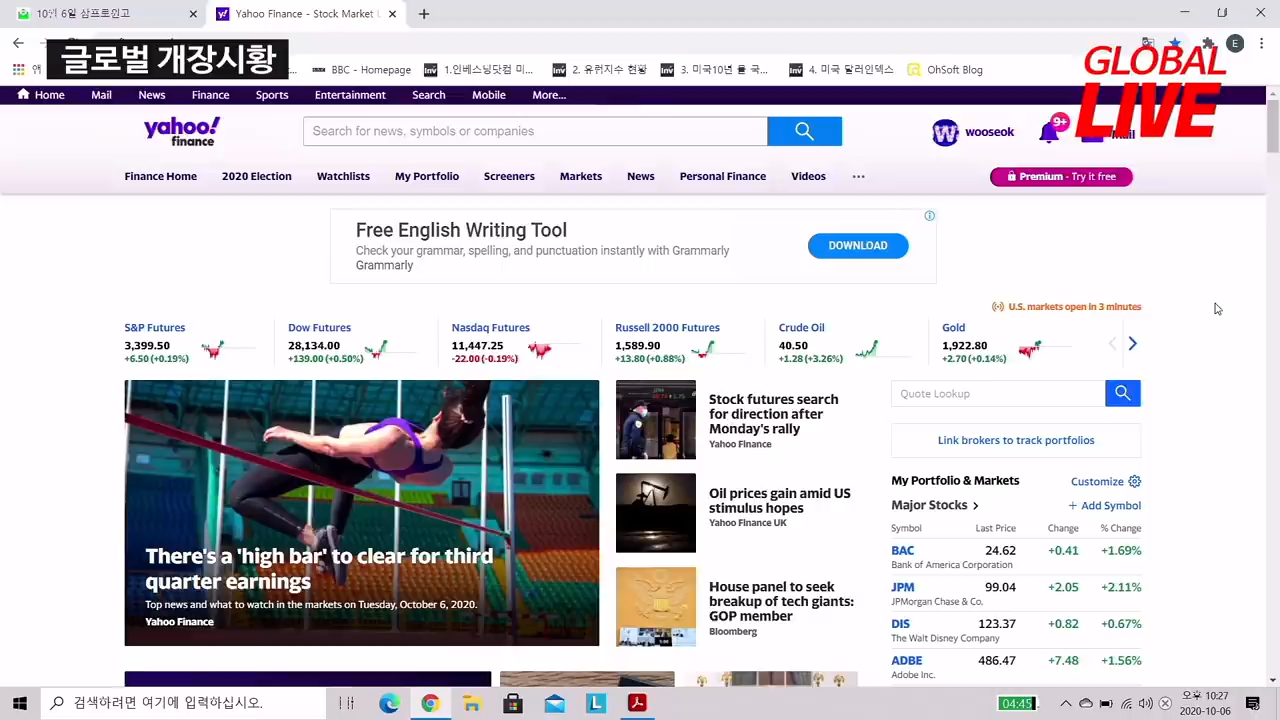 10월 6일 삼프로핀고
Yahoo Finance - Stock Market L
글로벌 개장시황
BBC - Homepage
1.인베스팅닷컴 미...
2. 유럽지수 현황
3. 미국10년 물 국...
4. 미국 달러인덱스
OhSoft Blog
GLOBAL
LIVE
Home Mail News Finance Sports Entertainment Search Mobile More...
yahoo!
finance
Search for news, symbols or companies
woseok
9+
Mail
Finance Home 2020 Election Watchlists My Portfolio Screeners Markets News Personal Finance Videos ...
Premium - Try it free
Free English Writing Tool
Check your grammar, spelling, and punctuation instantly with Grammarly
Grammarly
DOWNLOAD
U.S. markets open in 3 minutes
S&P Futures
3,399.50
+6.50 (+0.19%)
Dow Futures
28,134.00
+139.00 (+0.50%)
Nasdaq Futures
11,447.25
-22.00 (-0.19%)
Russell 2000 Futures
1,589.90
+13.80 (+0.88%)
Crude Oil
40.50
+1.28 (+3.26%)
Gold
1,922.80
+2.70 (+0.14%)
There's a 'high bar' to clear for third
quarter earnings
Top news and what to watch in the markets on Tuesday, October 6, 2020.
Yahoo Finance
Stock futures search
for direction after
Monday's rally
Yahoo Finance
Oil prices gain amid US
stimulus hopes
Yahoo Finance UK
House panel to seek
breakup of tech giants:
GOP member
Bloomberg
Quote Lookup
Link brokers to track portfolios
My Portfolio & Markets Customize
Major Stocks > + Add Symbol
Symbol Last Price Change % Change
BAC 24.62 +0.41 +1.69%
Bank of America Corporation
JPM 99.04 +2.05 +2.11%
JPMorgan Chase & Co.
DIS 123.37 +0.82 +0.67%
The Walt Disney Company
ADBE 486.47 +7.48 +1.56%
Adobe Inc.
검색하려면 여기에 입력하십시오.
04:45
오후 10:27
2020-10-06